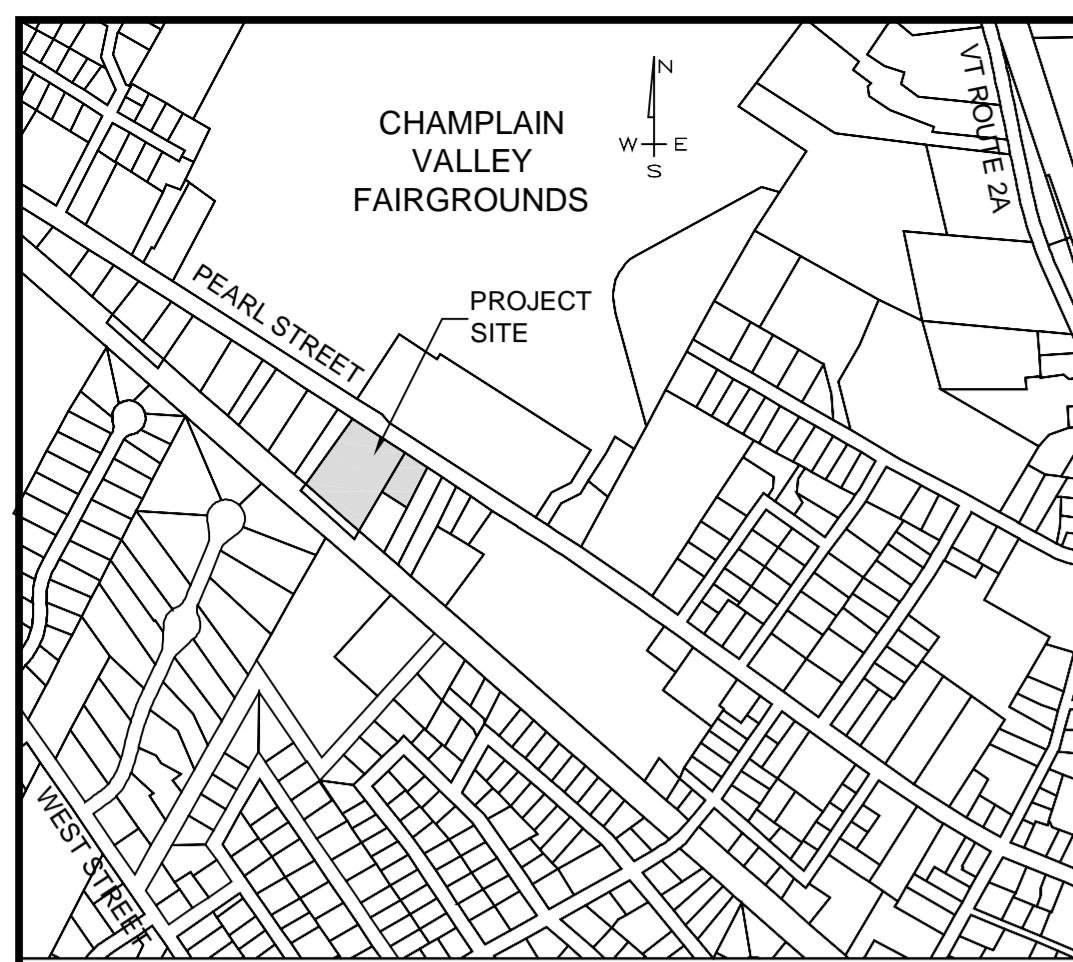 CHAMPLAIN
VALLEY
FAIRGROUNDS
N
W E
S
VT ROUTE 2A
PEARL STREET
PROJECT
SITE
WEST STREET